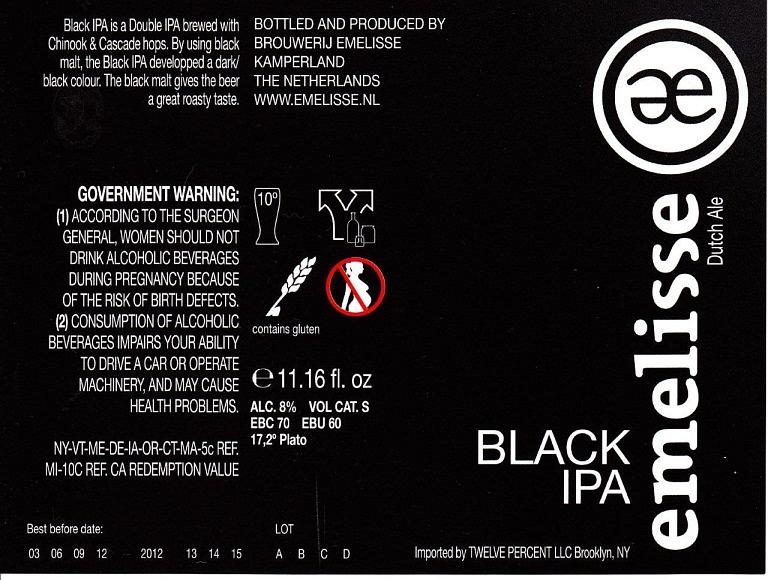 Black IPA is a Double IPA brewed with
Chinook & Cascade hops. By using black
malt, the Black IPA developped a dark/
black colour. The black malt gives the beer
a great roasty taste.
BOTTLED AND PRODUCED BY
BROUWERIJ EMELISSE
KAMPERLAND
THE NETHERLANDS
WWW.EMELISSE.NL
GOVERNMENT WARNING:
(1) ACCORDING TO THE SURGEON
GENERAL, WOMEN SHOULD NOT
DRINK ALCOHOLIC BEVERAGES
DURING PREGNANCY BECAUSE
OF THE RISK OF BIRTH DEFECTS.
(2) CONSUMPTION OF ALCOHOLIC
BEVERAGES IMPAIRS YOUR ABILITY
TO DRIVE A CAR OR OPERATE
MACHINERY, AND MAY CAUSE
HEALTH PROBLEMS.
NY-VT-ME-DE-IA-OR-CT-MA-5c REF.
MI-10C REF. CA REDEMPTION VALUE
10º
contains gluten
℮ 11.16 fl. oz
ALC. 8% VOL CAT. S
EBC 70 EBU 60
17,2º Plato
Best before date:
03 06 09 12 2012 13 14 15
LOT
A B C D
æ
emelisse
Dutch Ale
BLACK
IPA
Imported by TWELVE PERCENT LLC Brooklyn, NY